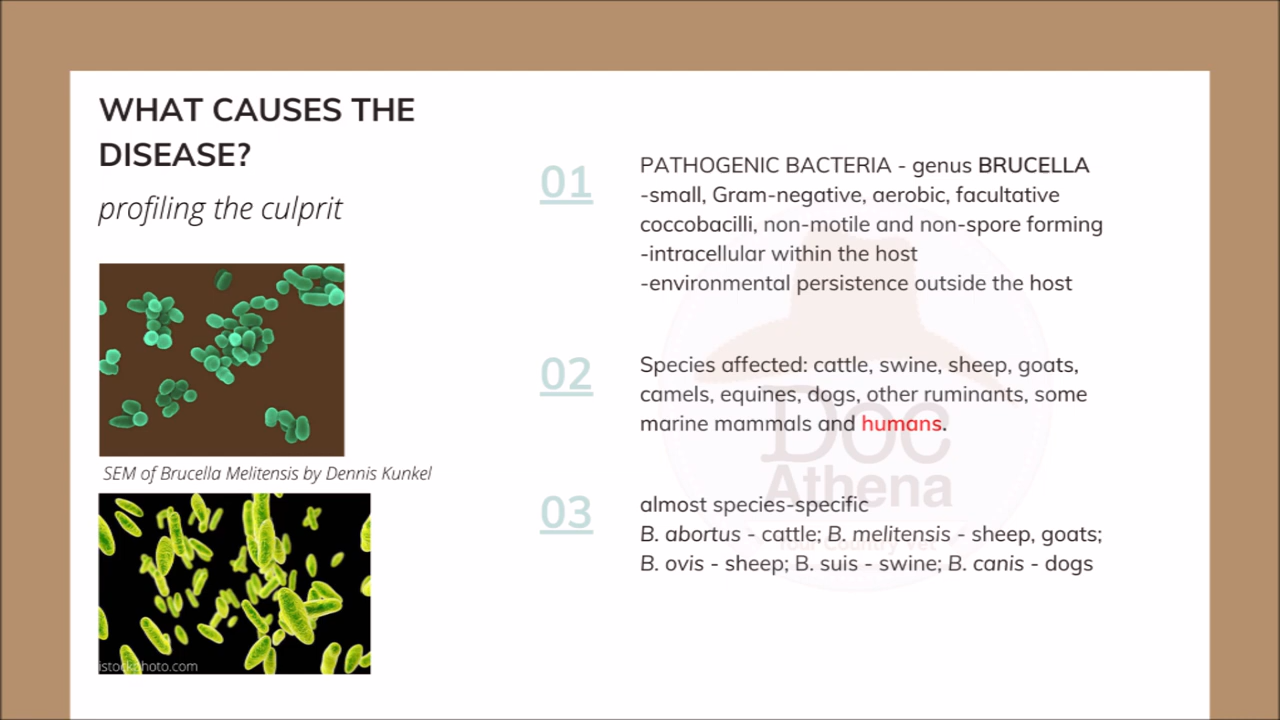 WHAT CAUSES THE
DISEASE?
profiling the culprit
SEM of Brucella Melitensis by Dennis Kunkel
istockphoto.com
01
PATHOGENIC BACTERIA - genus BRUCELLA
-small, Gram-negative, aerobic, facultative
coccobacilli, non-motile and non-spore forming
-intracellular within the host
-environmental persistence outside the host
02
Species affected: cattle, swine, sheep, goats,
camels, equines, dogs, other ruminants, some
marine mammals and humans.
03
almost species-specific
B. abortus - cattle; B. melitensis - sheep, goats;
B. ovis - sheep; B. suis - swine; B. canis - dogs
Doc
Athena
Your Country Vet